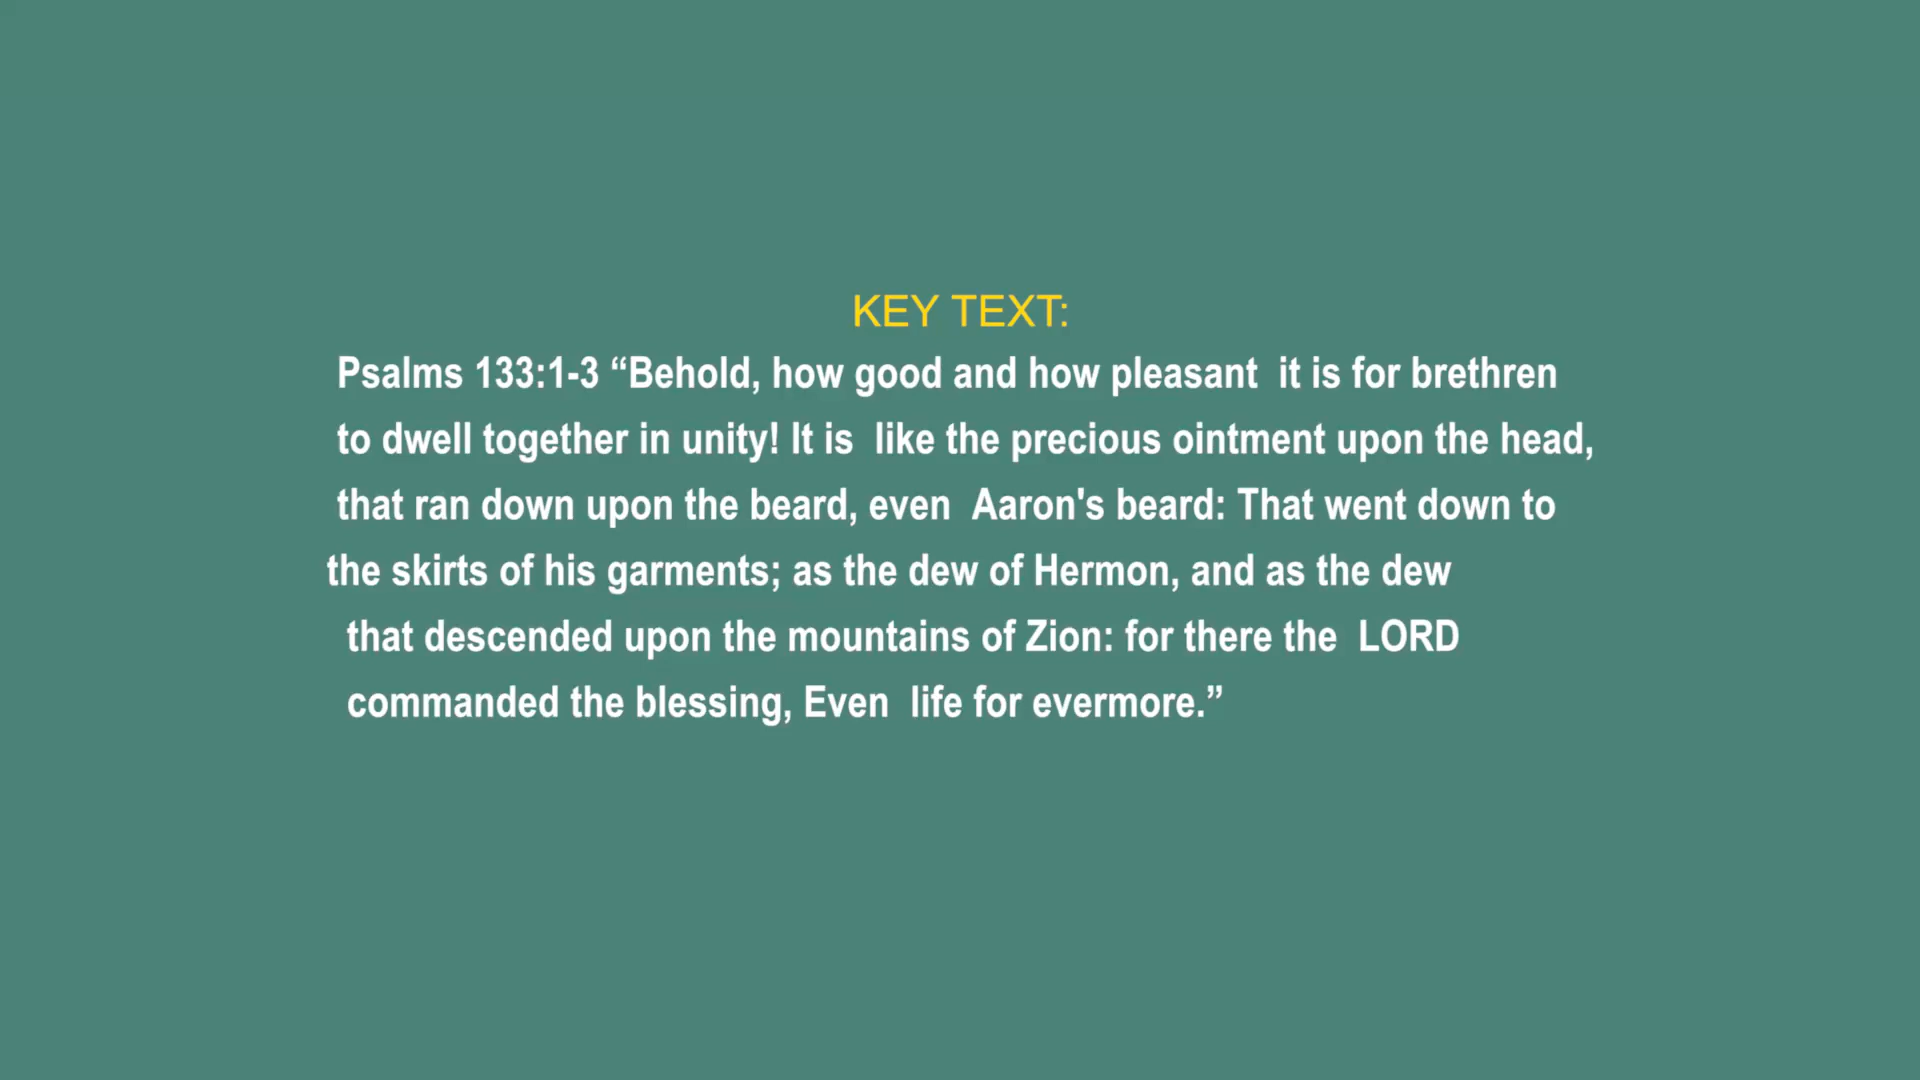 KEY TEXT:
Psalms 133:1-3 “Behold, how good and how pleasant  it is for brethren
to dwell together in unity! It is  like the precious ointment upon the head,
that ran down upon the beard, even  Aaron's beard: That went down to
the skirts of his garments; as the dew of Hermon, and as the dew
that descended upon the mountains of Zion: for there the  LORD
commanded the blessing, Even  life for evermore.”